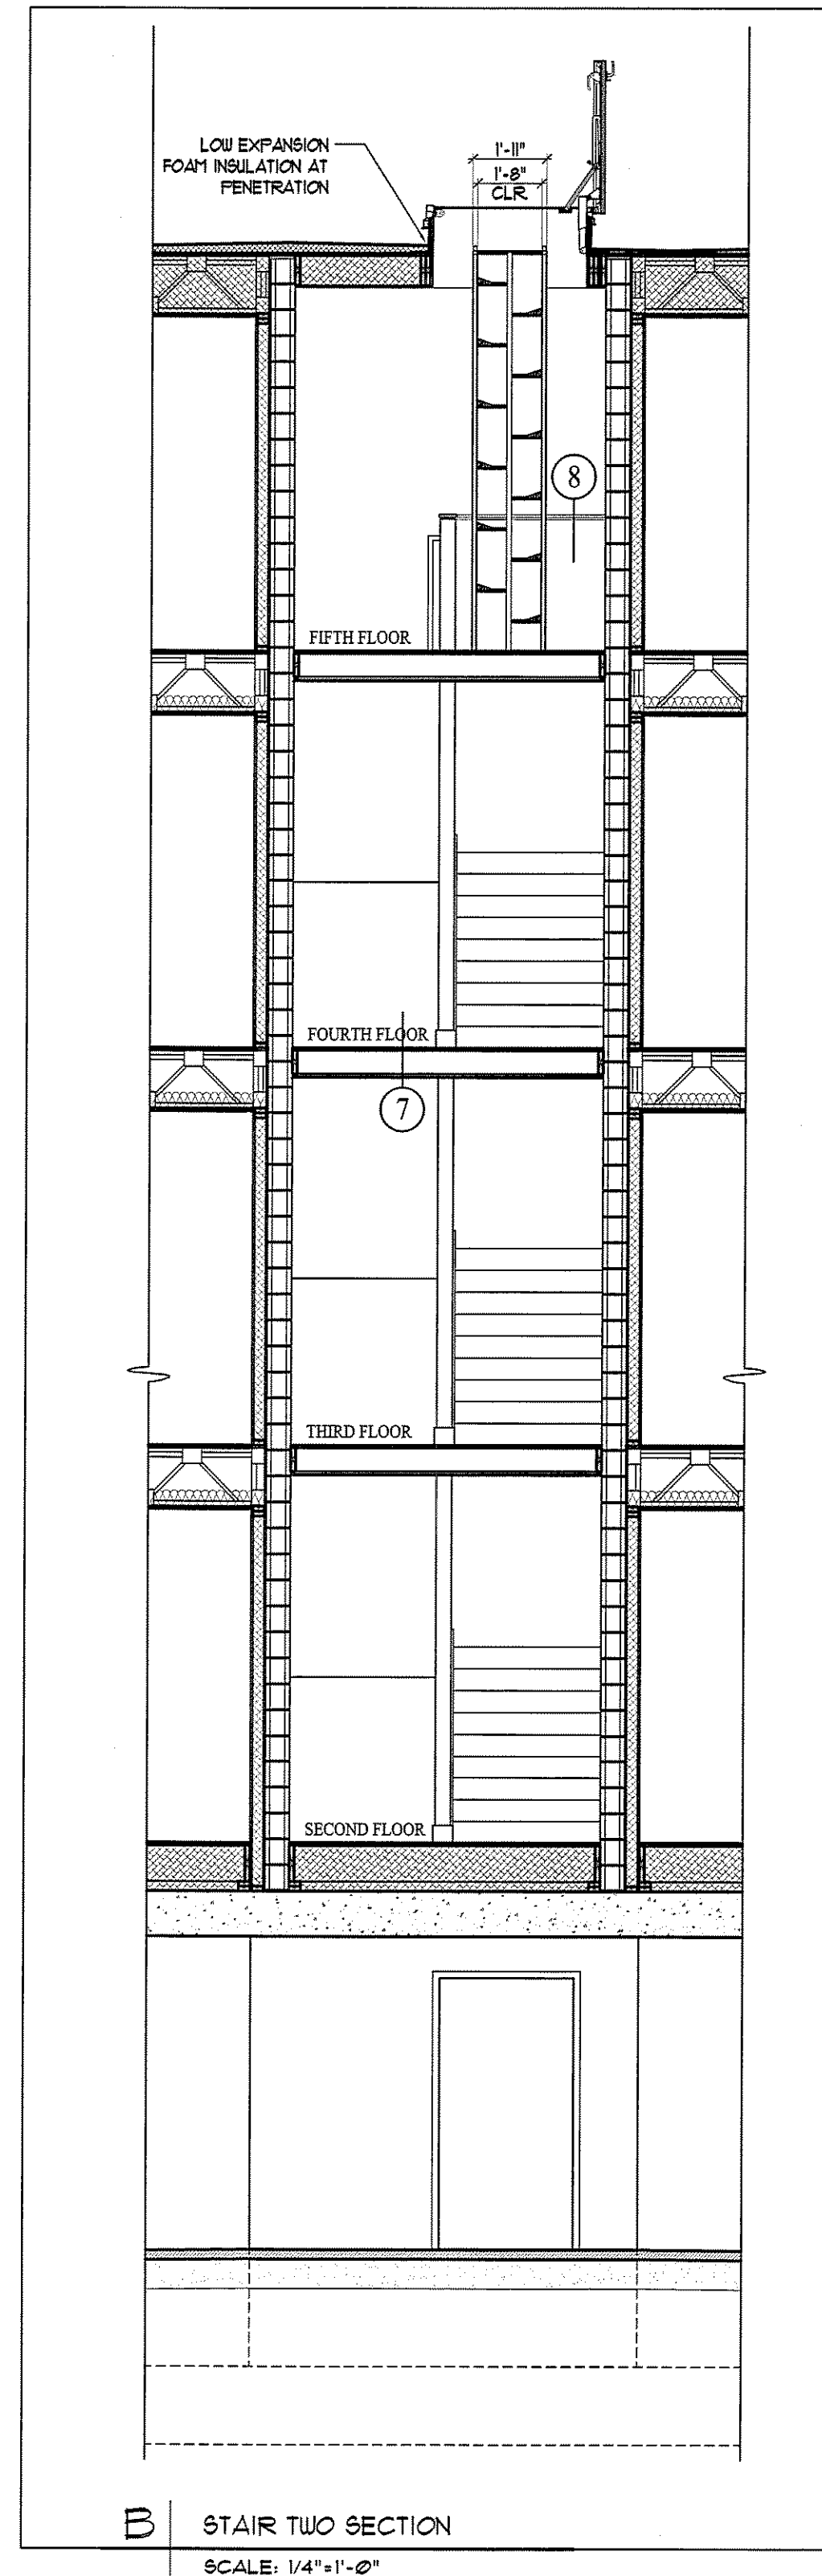 LOW EXPANSION
FOAM INSULATION AT
PENETRATION
1'-11"
1'-8"
CLR
8
FIFTH FLOOR
FOURTH FLOOR
7
THIRD FLOOR
SECOND FLOOR
B STAIR TWO SECTION
SCALE: 1/4"=1'-0"